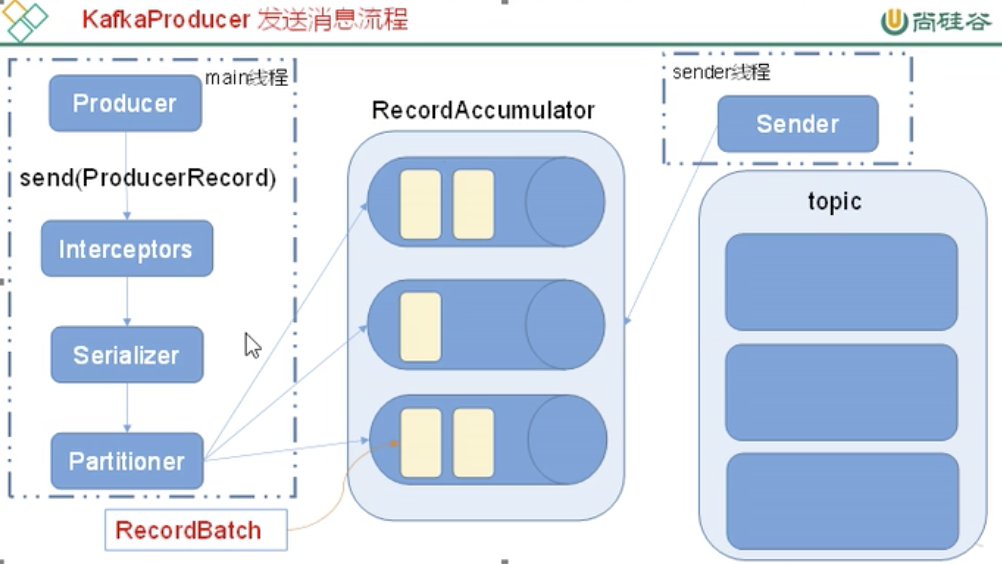 KafkaProducer 发送消息流程
尚硅谷
main线程
Producer
send(ProducerRecord)
Interceptors
Serializer
Partitioner
RecordBatch
RecordAccumulator
sender线程
Sender
topic